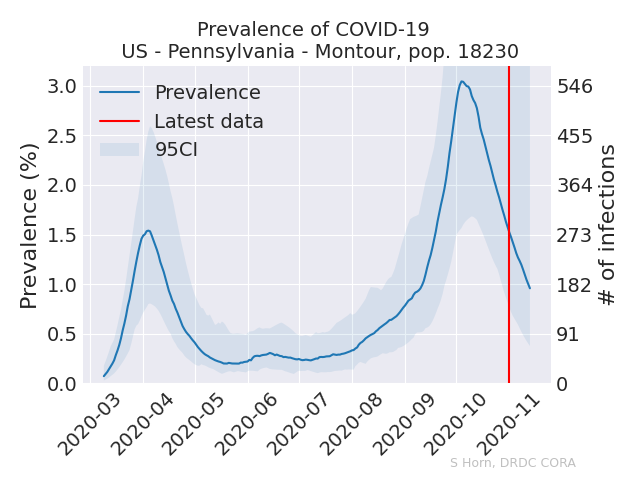 Prevalence of COVID-19
US - Pennsylvania - Montour, pop. 18230
Prevalence
Latest data
95CI
Prevalence (%)
3.0
2.5
2.0
1.5
1.0
0.5
0.0
546
455
364
273
182
91
0
# of infections
2020-03
2020-04
2020-05
2020-06
2020-07
2020-08
2020-09
2020-10
2020-11
S Horn, DRDC CORA